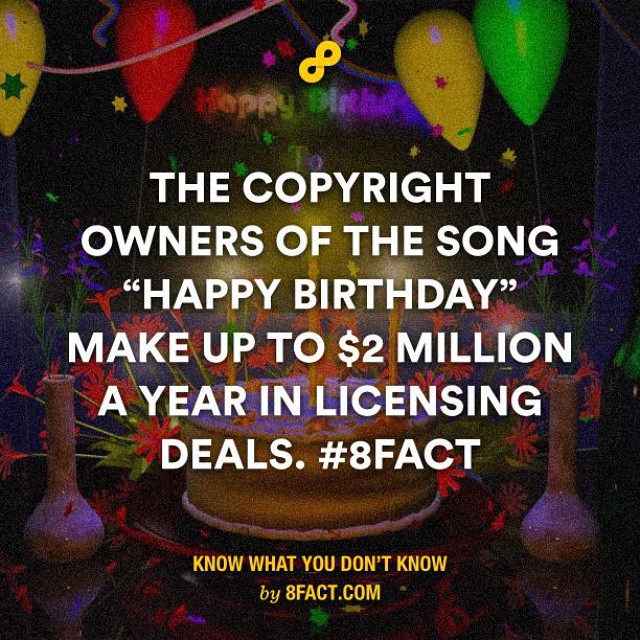 Happy Birthday
To
THE COPYRIGHT
OWNERS OF THE SONG
“HAPPY BIRTHDAY”
MAKE UP TO $2 MILLION
A YEAR IN LICENSING
DEALS. #8FACT
KNOW WHAT YOU DON'T KNOW
by 8FACT.COM